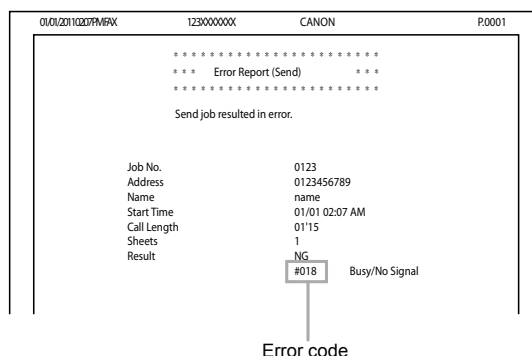 01/01/2011 02:07PM FAX 123XXXXXXX CANON P.0001
* * * * * * * * * * * * * * * * * * * * * *
* * * Error Report (Send) * * *
* * * * * * * * * * * * * * * * * * * * * *
Send job resulted in error.
Job No. 0123
Address 0123456789
Name name
Start Time 01/01 02:07 AM
Call Length 01'15
Sheets 1
Result NG
#018 Busy/No Signal
Error code